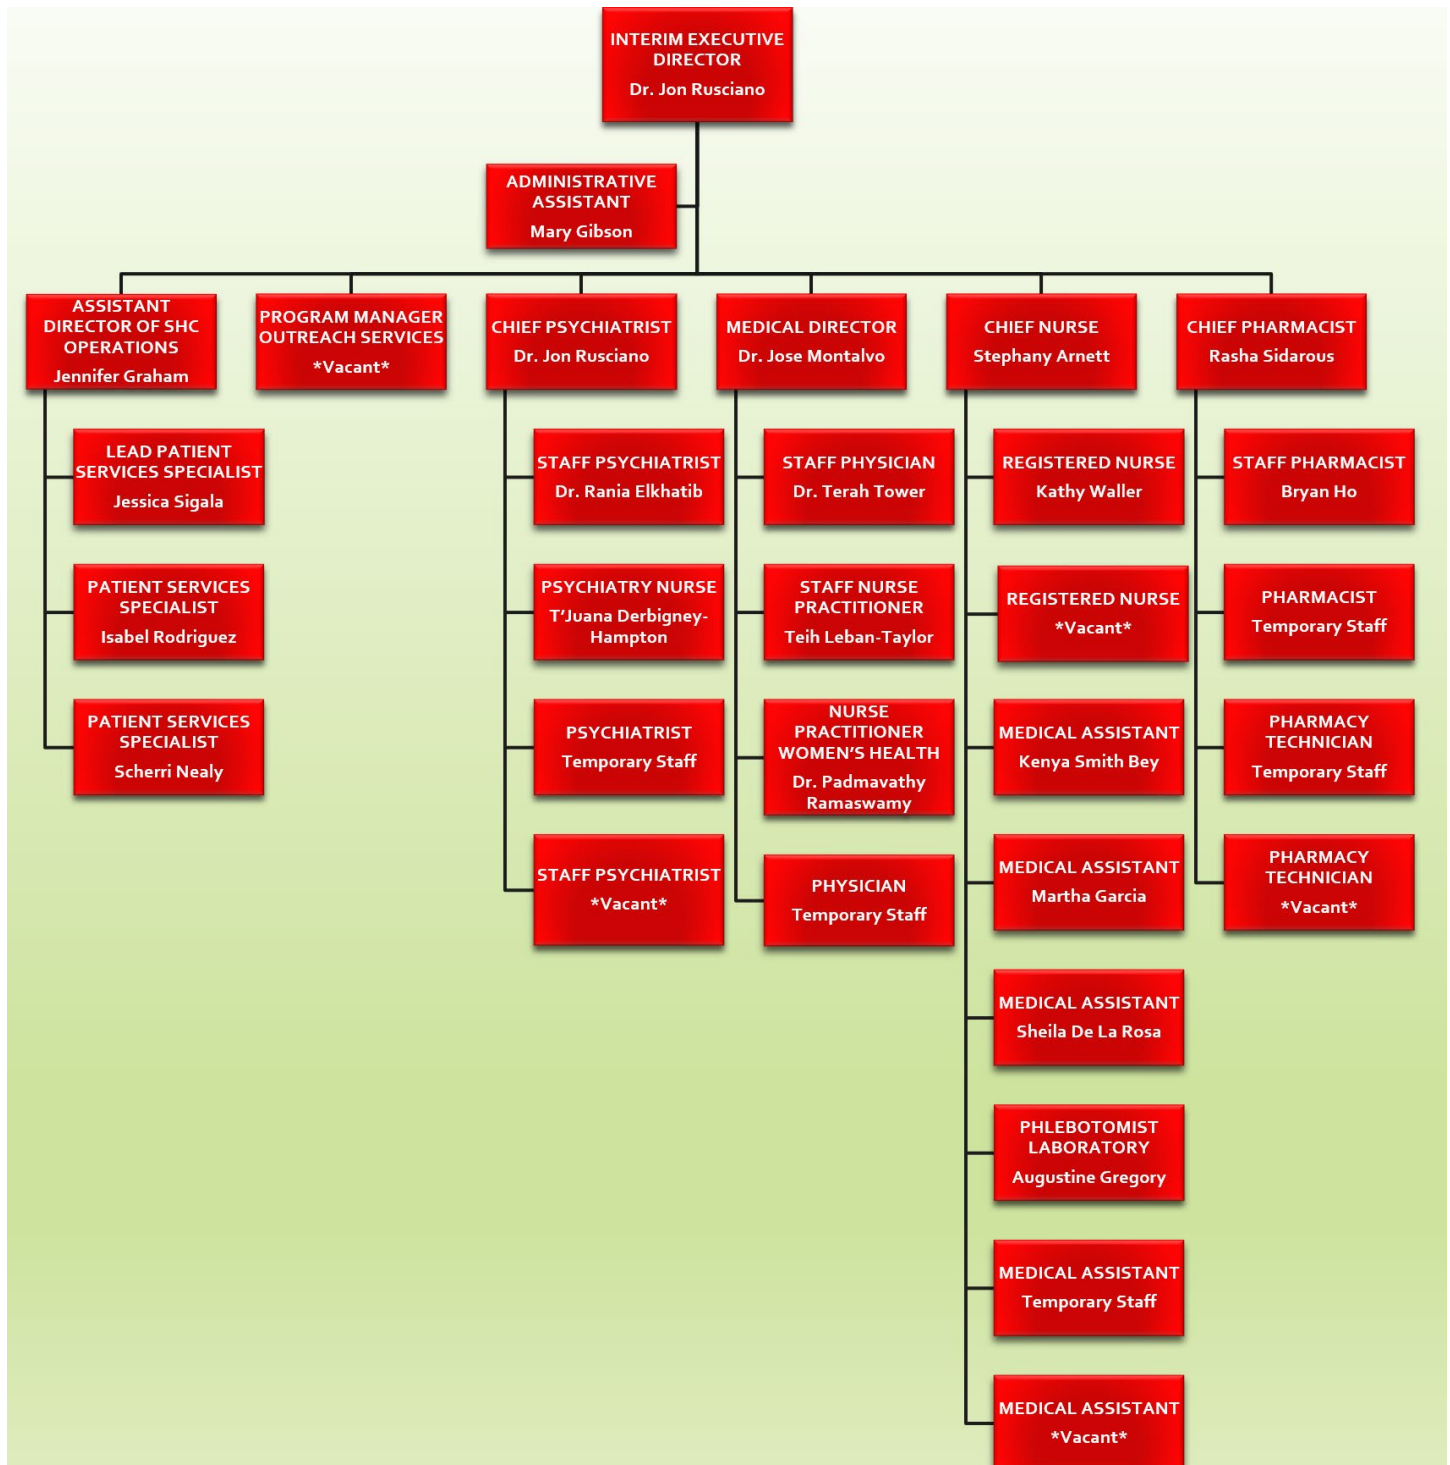 INTERIM EXECUTIVE
DIRECTOR
Dr. Jon Rusciano
ADMINISTRATIVE
ASSISTANT
Mary Gibson
ASSISTANT
DIRECTOR OF SHC
OPERATIONS
Jennifer Graham
PROGRAM MANAGER
OUTREACH SERVICES
*Vacant*
CHIEF PSYCHIATRIST
Dr. Jon Rusciano
MEDICAL DIRECTOR
Dr. Jose Montalvo
CHIEF NURSE
Stephany Arnett
CHIEF PHARMACIST
Rasha Sidarous
LEAD PATIENT
SERVICES SPECIALIST
Jessica Sigala
PATIENT SERVICES
SPECIALIST
Isabel Rodriguez
PATIENT SERVICES
SPECIALIST
Scherri Nealy
STAFF PSYCHIATRIST
Dr. Rania Elkhatib
PSYCHIATRY NURSE
T'Juana Derbigney-
Hampton
PSYCHIATRIST
Temporary Staff
STAFF PSYCHIATRIST
*Vacant*
STAFF PHYSICIAN
Dr. Terah Tower
STAFF NURSE
PRACTITIONER
Teih Leban-Taylor
NURSE
PRACTITIONER
WOMEN'S HEALTH
Dr. Padmavathy
Ramaswamy
PHYSICIAN
Temporary Staff
REGISTERED NURSE
Kathy Waller
REGISTERED NURSE
*Vacant*
MEDICAL ASSISTANT
Kenya Smith Bey
MEDICAL ASSISTANT
Martha Garcia
MEDICAL ASSISTANT
Sheila De La Rosa
PHLEBOTOMIST
LABORATORY
Augustine Gregory
MEDICAL ASSISTANT
Temporary Staff
MEDICAL ASSISTANT
*Vacant*
STAFF PHARMACIST
Bryan Ho
PHARMACIST
Temporary Staff
PHARMACY
TECHNICIAN
Temporary Staff
PHARMACY
TECHNICIAN
*Vacant*